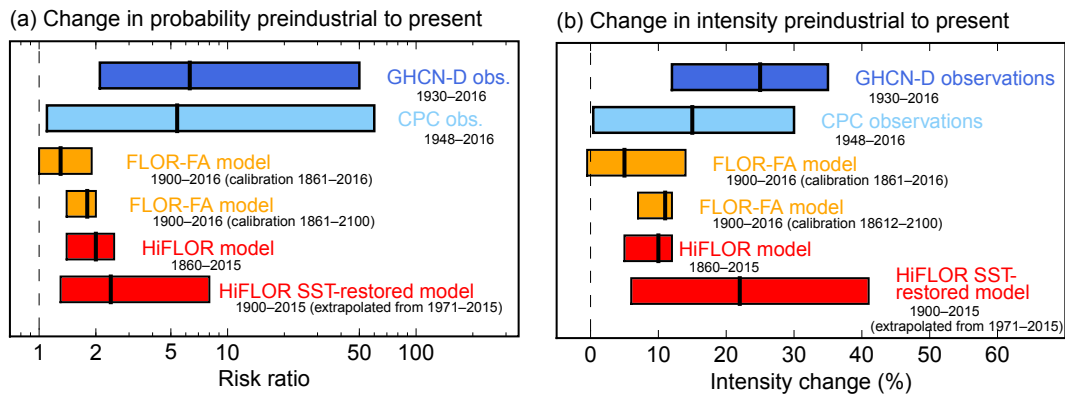 (a) Change in probability preindustrial to present
GHCN-D obs.
1930–2016
CPC obs.
1948–2016
FLOR-FA model
1900–2016 (calibration 1861–2016)
FLOR-FA model
1900–2016 (calibration 1861–2100)
HiFLOR model
1860–2015
HiFLOR SST-restored model
1900–2015 (extrapolated from 1971–2015)
1 2 5 10 20 50 100
Risk ratio
(b) Change in intensity preindustrial to present
GHCN-D observations
1930–2016
CPC observations
1948–2016
FLOR-FA model
1900–2016 (calibration 1861–2016)
FLOR-FA model
1900–2016 (calibration 18612–2100)
HiFLOR model
1860–2015
HiFLOR SST-
restored model
1900–2015
(extrapolated from 1971–2015)
0 10 20 30 40 50 60
Intensity change (%)